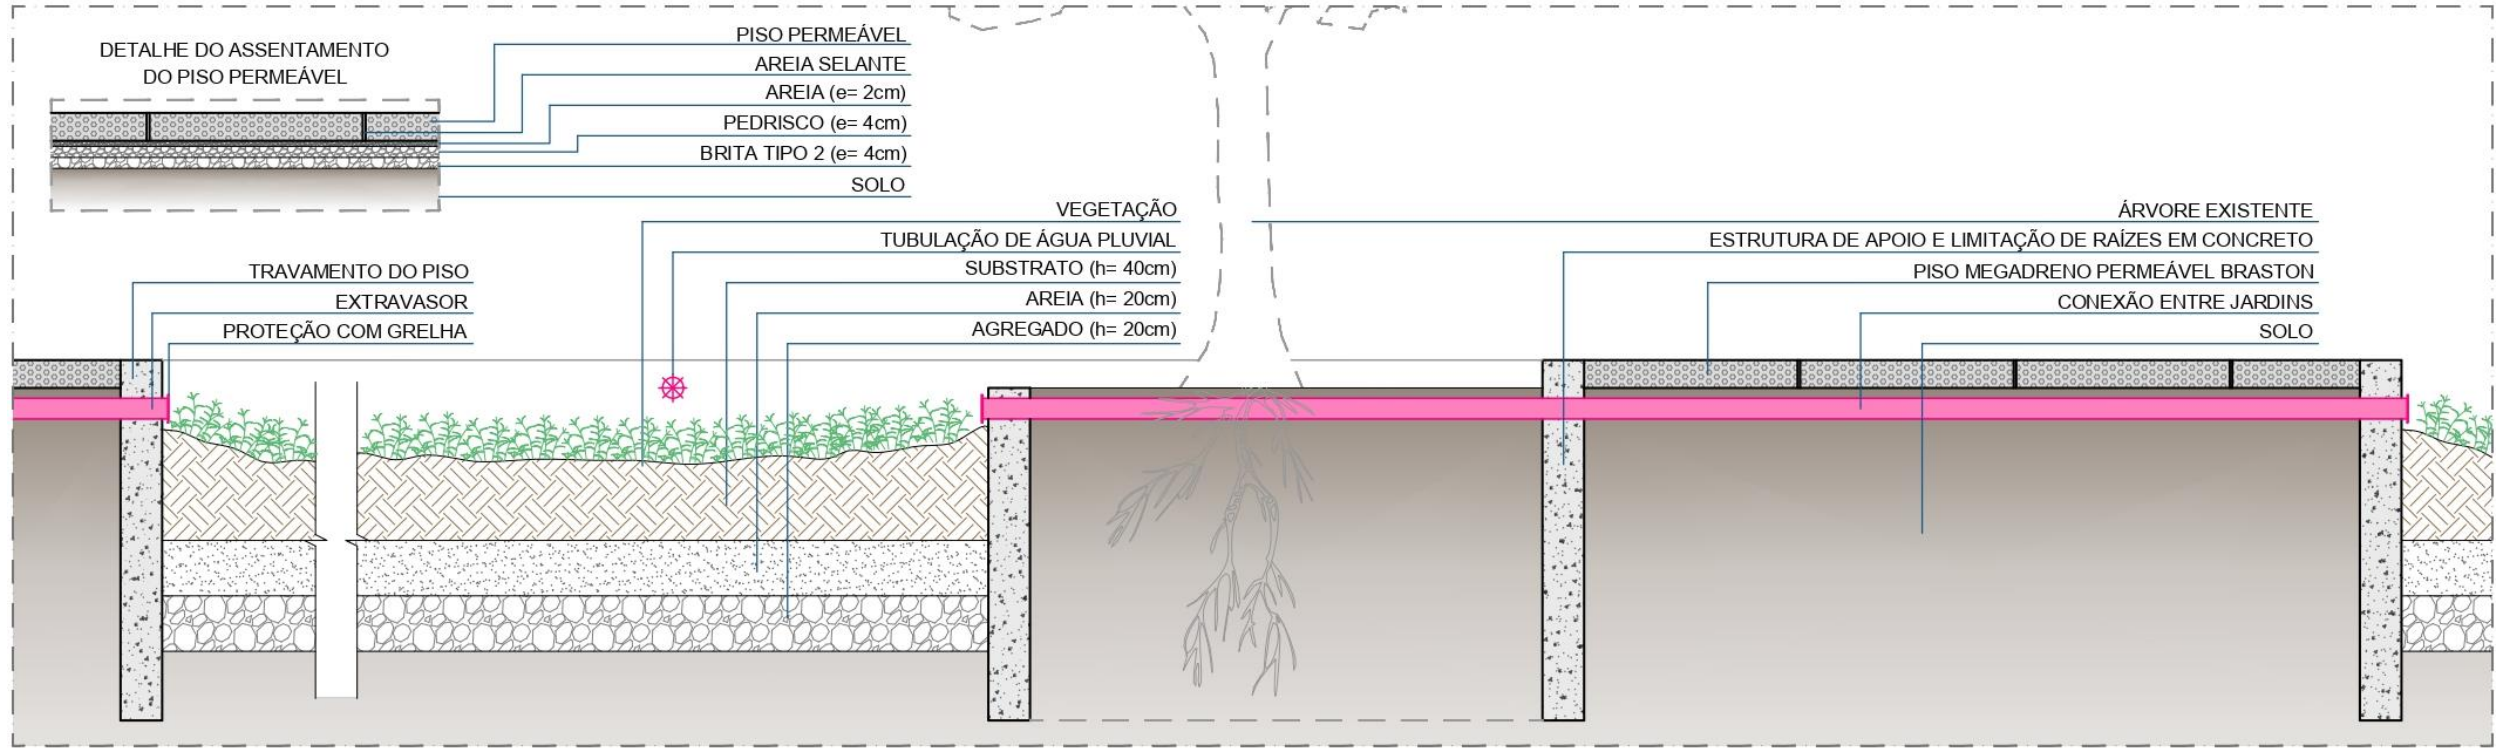 DETALHE DO ASSENTAMENTO
DO PISO PERMEÁVEL
PISO PERMEÁVEL
AREIA SELANTE
AREIA (e= 2cm)
PEDRISCO (e= 4cm)
BRITA TIPO 2 (e= 4cm)
SOLO
TRAVAMENTO DO PISO
EXTRAVASOR
PROTEÇÃO COM GRELHA
VEGETAÇÃO
TUBULAÇÃO DE ÁGUA PLUVIAL
SUBSTRATO (h= 40cm)
AREIA (h= 20cm)
AGREGADO (h= 20cm)
ÁRVORE EXISTENTE
ESTRUTURA DE APOIO E LIMITAÇÃO DE RAÍZES EM CONCRETO
PISO MEGADRENO PERMEÁVEL BRASTON
CONEXÃO ENTRE JARDINS
SOLO